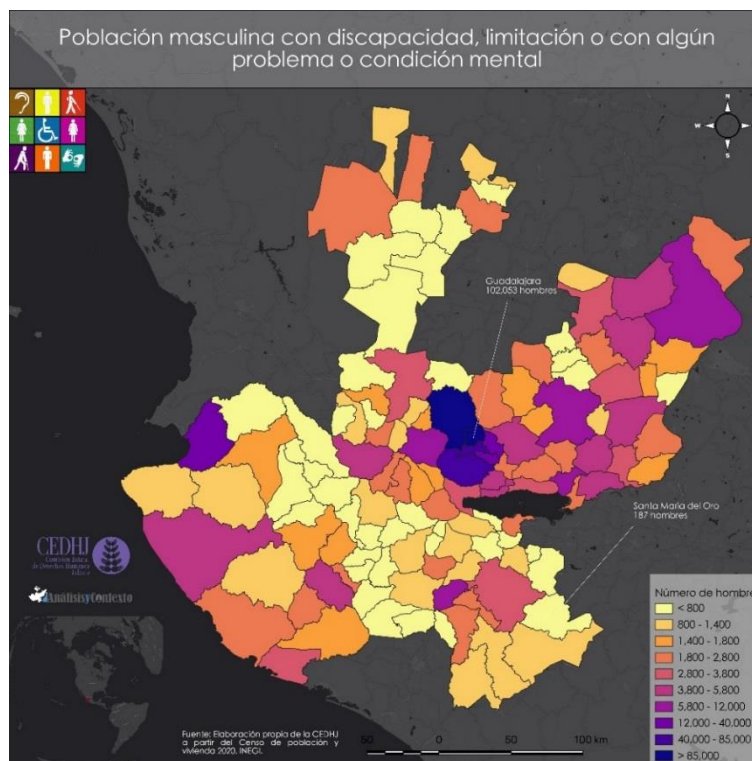 Población masculina con discapacidad, limitación o con algún
problema o condición mental
N
W
E
S
Guadalajara
102,053 hombres
Santa María del Oro
187 hombres
CEDHJ
AnálisisyContexto
Número de hombre
< 800
800 - 1,400
1,400 - 1,800
1,800 - 2,800
2,800 - 3,800
3,800 - 5,800
5,800 - 12,000
12,000 - 40,000
40,000 - 85,000
> 85,000
Fuente: Elaboración propia de la CEDHJ
a partir del Censo de población y
vivienda 2020, INEGI.
50
0
50
100 km